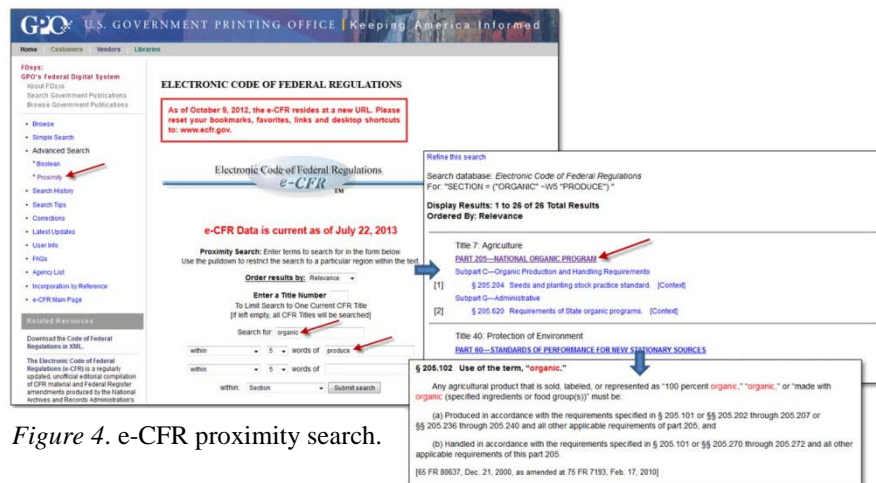 GPO U.S. GOVERNMENT PRINTING OFFICE | Keeping America Informed
Home Customers Vendors Libraries
FDsys:
GPO's Federal Digital System
About FDsys
Search Government Publications
Browse Government Publications
• Browse
• Simple Search
• Advanced Search
* Boolean
* Proximity
• Search History
• Search Tips
• Corrections
• Latest Updates
• User Info
• FAQs
• Agency List
• Incorporation by Reference
• e-CFR Main Page
Related Resources
Download the Code of Federal
Regulations in XML.
The Electronic Code of Federal
Regulations (e-CFR) is a regularly
updated, unofficial editorial compilation
of CFR material and Federal Register
amendments produced by the National
Archives and Records Administration's
ELECTRONIC CODE OF FEDERAL REGULATIONS
As of October 9, 2012, the e-CFR resides at a new URL. Please
reset your bookmarks, favorites, links and desktop shortcuts
to: www.ecfr.gov.
Electronic Code of Federal Regulations
e-CFR
TM
e-CFR Data is current as of July 22, 2013
Proximity Search: Enter terms to search for in the form below.
Use the pulldown to restrict the search to a particular region within the text.
Order results by: Relevance
Enter a Title Number
To Limit Search to One Current CFR Title
[If left empty, all CFR Titles will be searched]
Search for: organic
within 5 words of produce
within 5 words of
within: Section Submit search
Refine this search
Search database: Electronic Code of Federal Regulations
For: "SECTION = ("ORGANIC" ~W5 "PRODUCE") "
Display Results: 1 to 26 of 26 Total Results
Ordered By: Relevance
Title 7: Agriculture
PART 205—NATIONAL ORGANIC PROGRAM
Subpart C—Organic Production and Handling Requirements
[1] § 205.204 Seeds and planting stock practice standard. [Context]
Subpart G—Administrative
[2] § 205.620 Requirements of State organic programs. [Context]
Title 40: Protection of Environment
PART 60—STANDARDS OF PERFORMANCE FOR NEW STATIONARY SOURCES
§ 205.102 Use of the term, "organic."
Any agricultural product that is sold, labeled, or represented as "100 percent organic," "organic," or "made with
organic (specified ingredients or food group(s))" must be:
(a) Produced in accordance with the requirements specified in § 205.101 or §§ 205.202 through 205.207 or
§§ 205.236 through 205.240 and all other applicable requirements of part 205; and
(b) Handled in accordance with the requirements specified in § 205.101 or §§ 205.270 through 205.272 and all other
applicable requirements of this part 205.
[65 FR 80637, Dec. 21, 2000, as amended at 75 FR 7193, Feb. 17, 2010]
Figure 4. e-CFR proximity search.